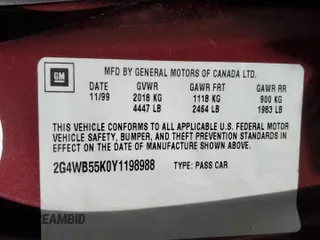 GM
MFD BY GENERAL MOTORS OF CANADA LTD.
DATE GVWR GAWR FRT GAWR RR
11/99 2018 KG 1118 KG 900 KG
4447 LB 2464 LB 1983 LB
THIS VEHICLE CONFORMS TO ALL APPLICABLE U.S. FEDERAL MOTOR
VEHICLE SAFETY, BUMPER, AND THEFT PREVENTION STANDARDS
IN EFFECT ON THE DATE OF MANUFACTURE SHOWN ABOVE.
2G4WB55K0Y1198988 TYPE: PASS CAR